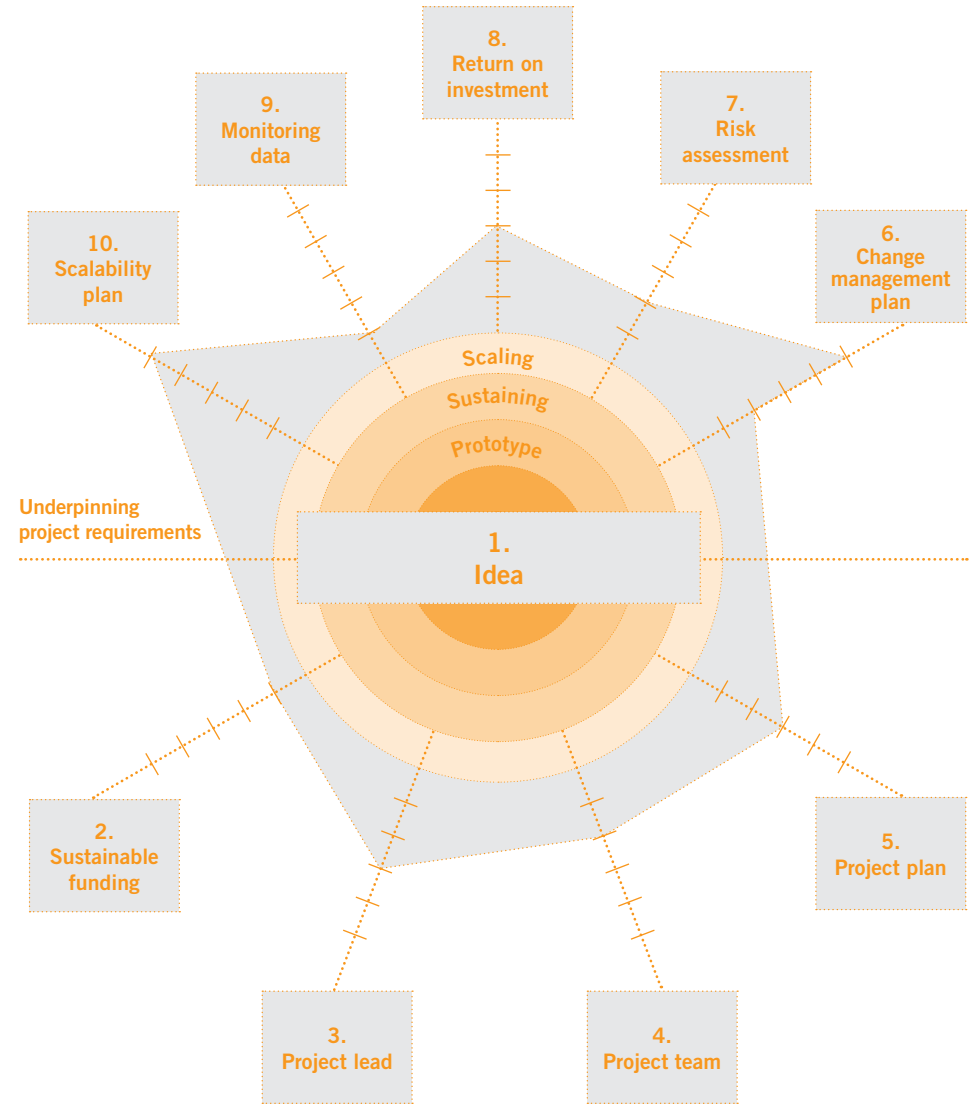 8.
Return on
investment
9.
Monitoring
data
7.
Risk
assessment
10.
Scalability
plan
6.
Change
management
plan
Scaling
Sustaining
Prototype
Underpinning
project requirements
1.
Idea
2.
Sustainable
funding
5.
Project plan
3.
Project lead
4.
Project team